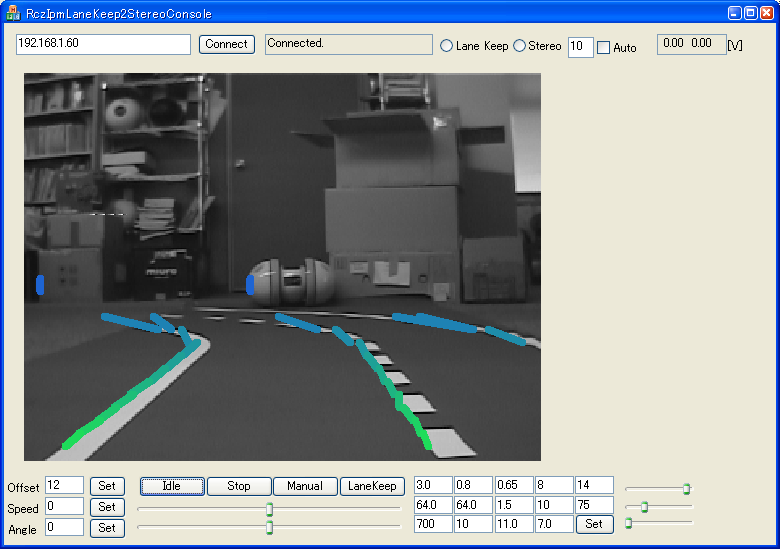 RczIpmLaneKeep2StereoConsole
192.168.1.60 Connect Connected. Lane Keep Stereo 10 Auto 0.00 0.00 [V]
micro
Offset 12 Set Idle Stop Manual LaneKeep 3.0 0.8 0.65 8 14
Speed 0 Set 64.0 64.0 1.5 10 75
Angle 0 Set 700 10 11.0 7.0 Set